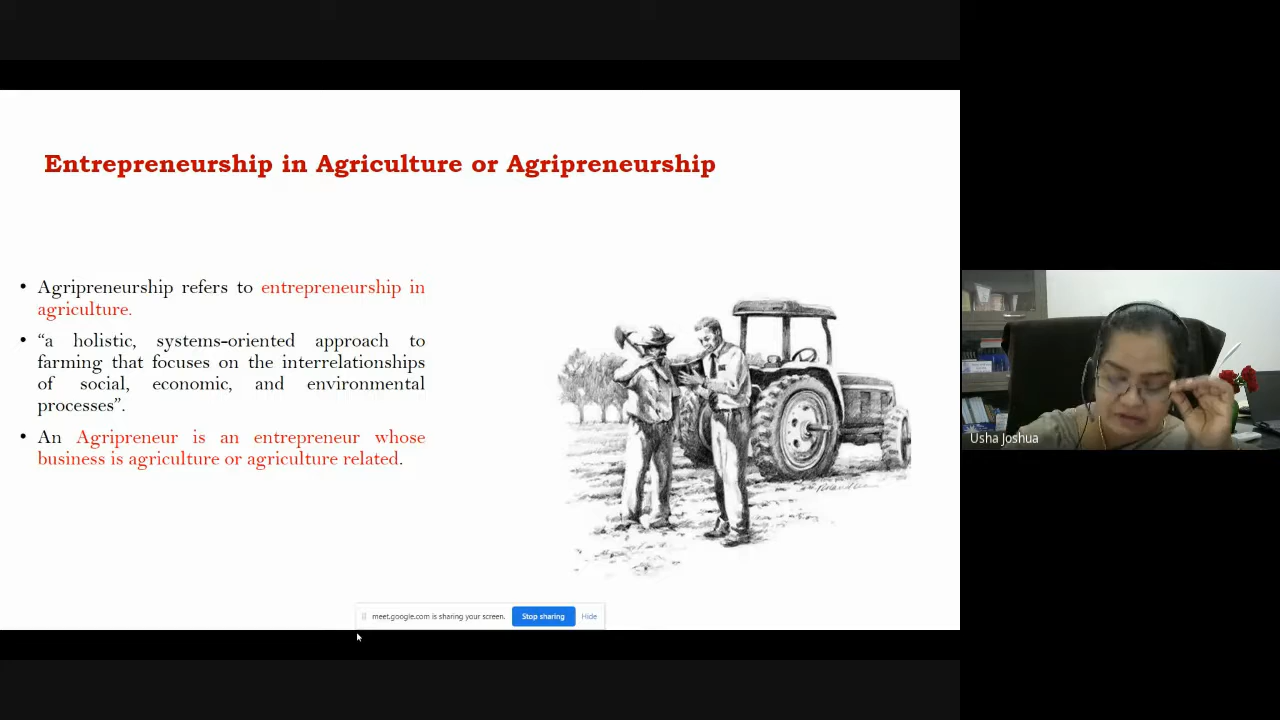 Entrepreneurship in Agriculture or Agripreneurship
• Agripreneurship refers to entrepreneurship in
agriculture.
• “a holistic, systems-oriented approach to
farming that focuses on the interrelationships
of social, economic, and environmental
processes”.
• An Agripreneur is an entrepreneur whose
business is agriculture or agriculture related.
meet.google.com is sharing your screen. Stop sharing Hide
Usha Joshua